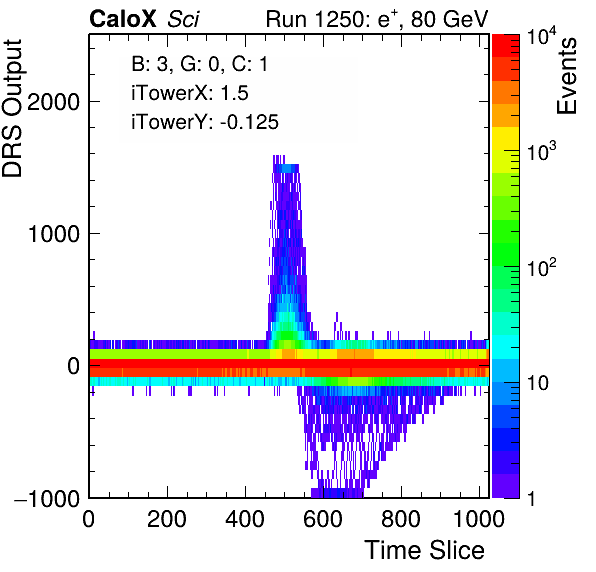 CaloX Sci Run 1250: e⁺, 80 GeV
B: 3, G: 0, C: 1
iTowerX: 1.5
iTowerY: -0.125
DRS Output
2000
1000
0
−1000
0 200 400 600 800 1000
Time Slice
Events
10⁴
10³
10²
10
1